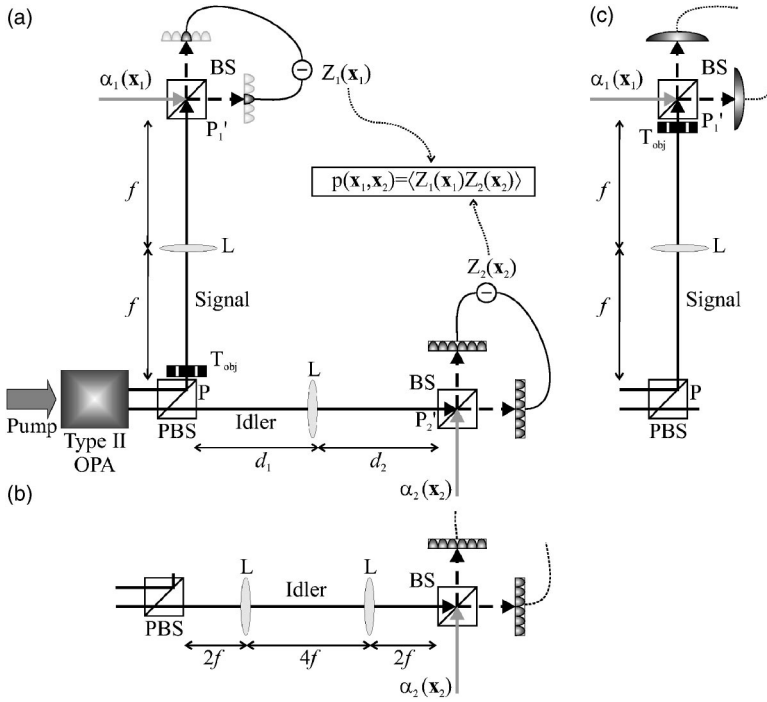 (a)
BS
α₁(x₁)
Z₁(x₁)
P₁'
p(x₁,x₂)=⟨Z₁(x₁)Z₂(x₂)⟩
f
L
f
Signal
T_obj
Z₂(x₂)
−
−
Pump
Type II
OPA
P
PBS
Idler
L
BS
P₂'
d₁
d₂
α₂(x₂)
(b)
PBS
L
Idler
L
BS
2f
4f
2f
α₂(x₂)
(c)
BS
α₁(x₁)
P₁'
T_obj
f
L
f
Signal
P
PBS